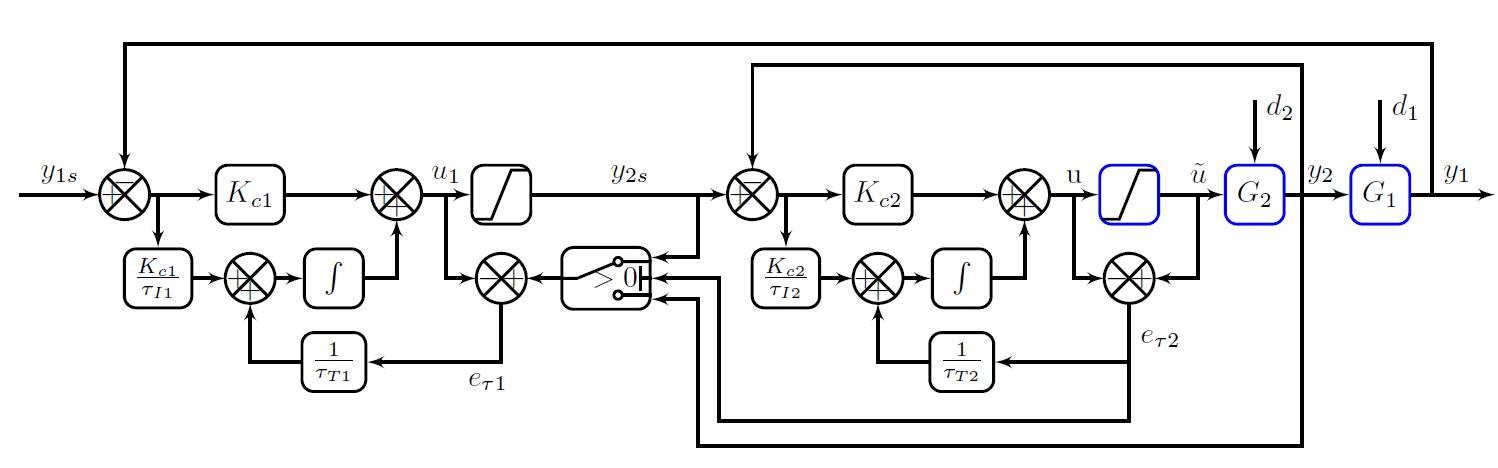 d₂ d₁
y₁ₛ K_c1 u₁ y₂ₛ K_c2 u ũ G₂ y₂ G₁ y₁
K_c1/τ_I1 ∫ > 0 K_c2/τ_I2 ∫
1/τ_T1 e_τ1 1/τ_T2 e_τ2